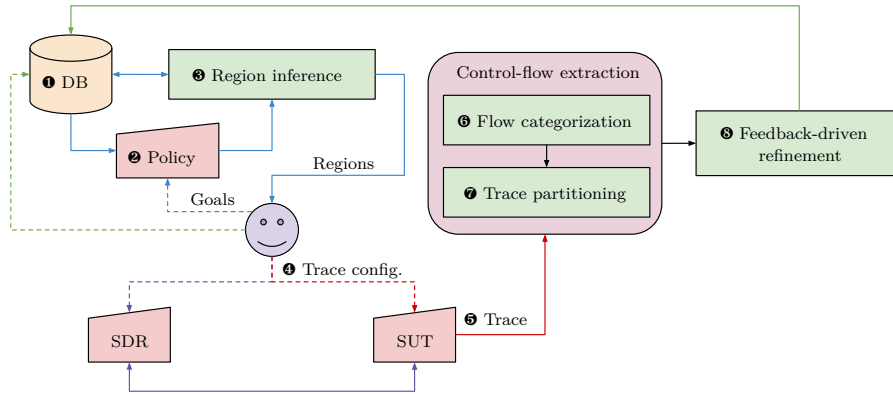 ❶ DB
❸ Region inference
❷ Policy
Regions
Goals
❹ Trace config.
SDR
SUT
❺ Trace
Control-flow extraction
❻ Flow categorization
❼ Trace partitioning
❽ Feedback-driven
refinement